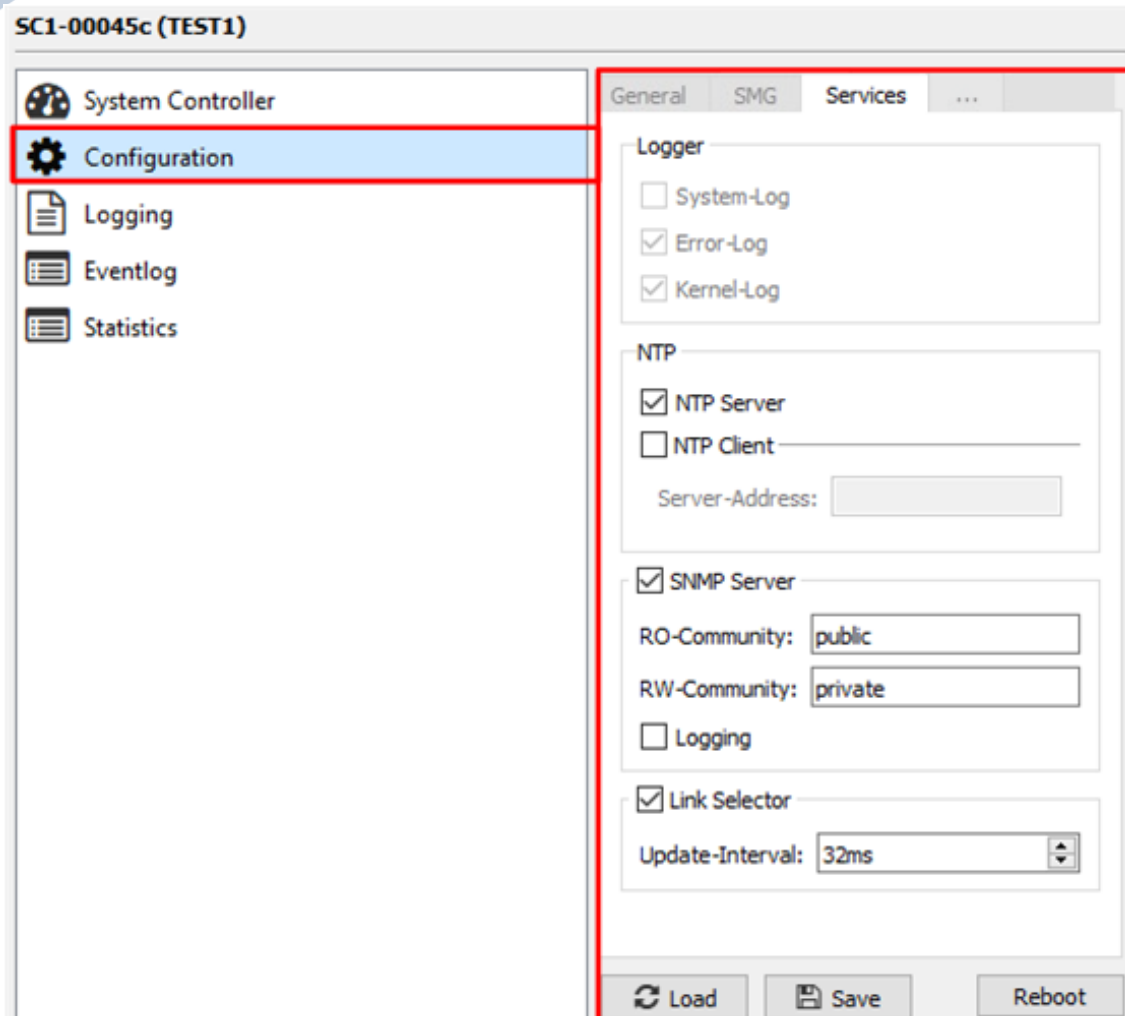 SC1-00045c (TEST1)
System Controller
Configuration
Logging
Eventlog
Statistics
General SMG Services ...
Logger
System-Log
Error-Log
Kernel-Log
NTP
NTP Server
NTP Client
Server-Address:
SNMP Server
RO-Community: public
RW-Community: private
Logging
Link Selector
Update-Interval: 32ms
Load Save Reboot